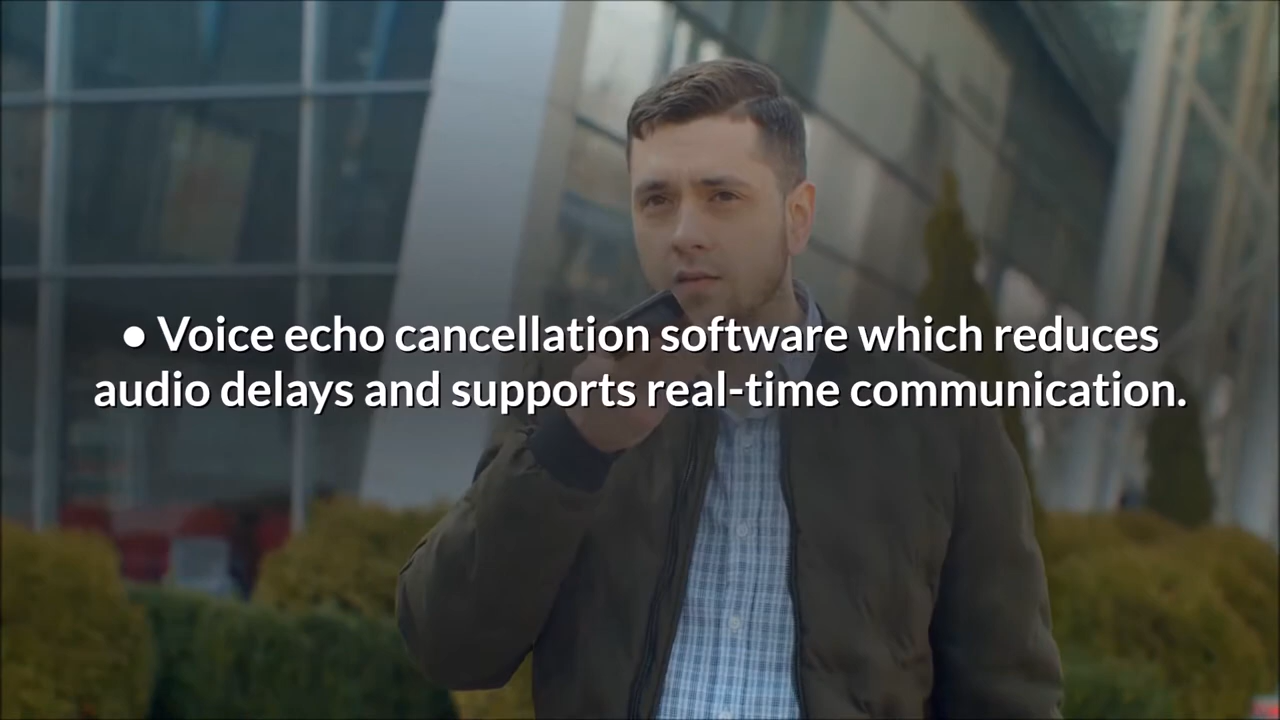 ● Voice echo cancellation software which reduces
audio delays and supports real-time communication.